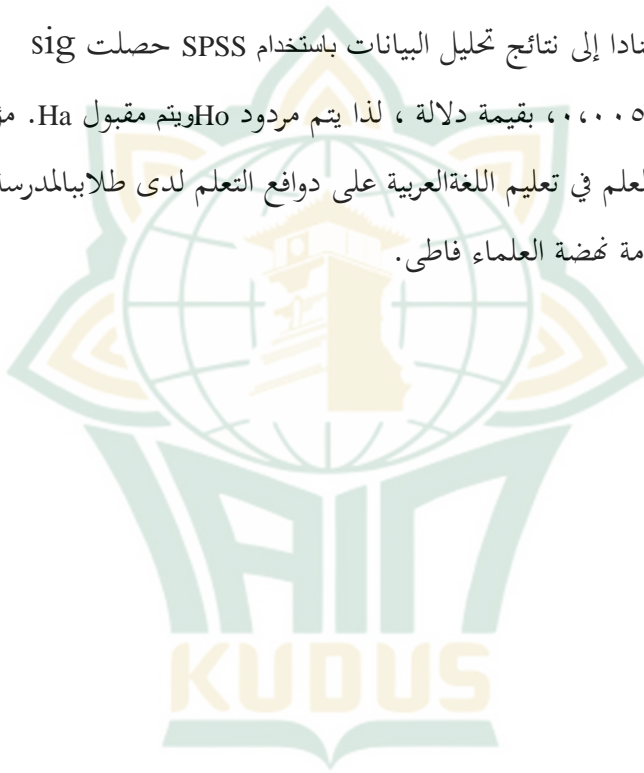 نادا إلى نتائج تحليل البيانات باستخدام SPSS حصلت sig
٠،٠٠٥، بقيمة دلالة ، لذا يتم مردود Hoويتم مقبول Ha.
لعلم في تعليم اللغةالعربية على دوافع التعلم لدى طلاببالمدرسة
مة نهضة العلماء فاطى.
IAIN
KUDUS